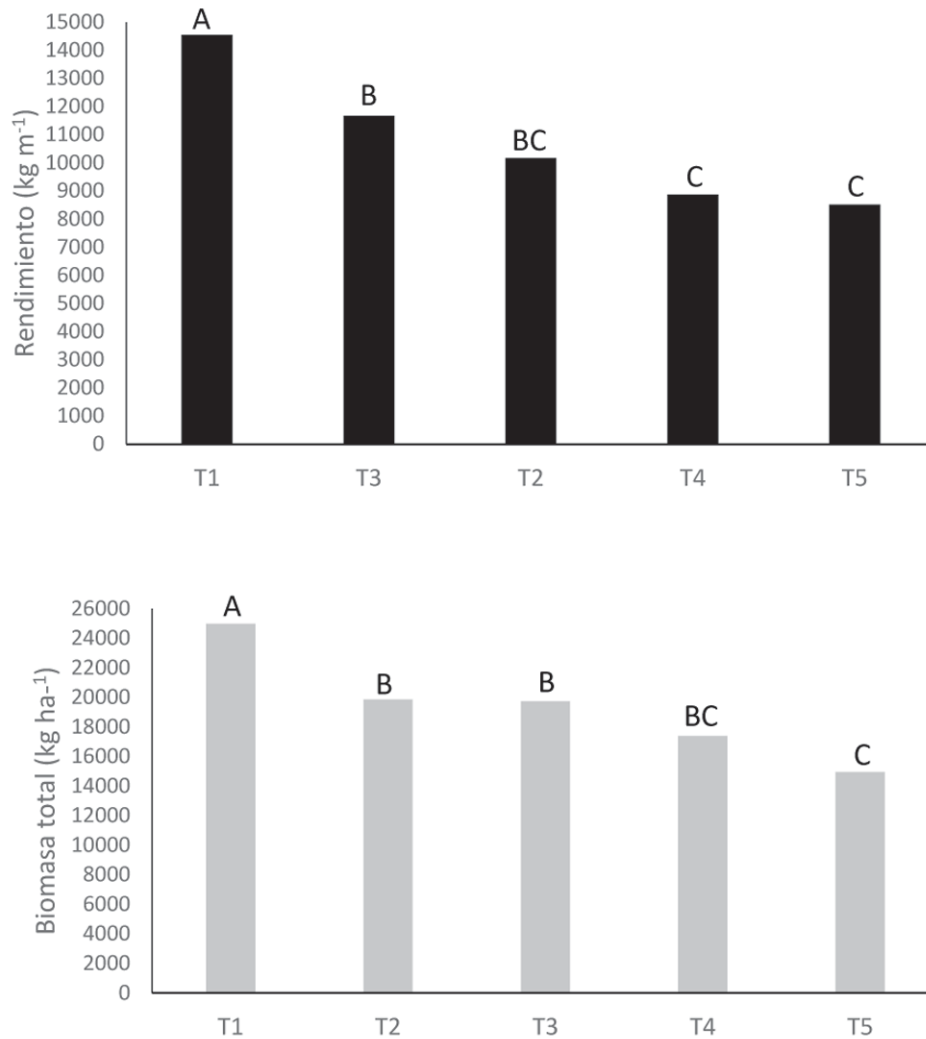 Rendimiento (kg m-1)
15000
14000
13000
12000
11000
10000
9000
8000
7000
6000
5000
4000
3000
2000
1000
0
A
B
BC
C
C
T1
T3
T2
T4
T5
Biomasa total (kg ha-1)
26000
24000
22000
20000
18000
16000
14000
12000
10000
8000
6000
4000
2000
0
A
B
B
BC
C
T1
T2
T3
T4
T5